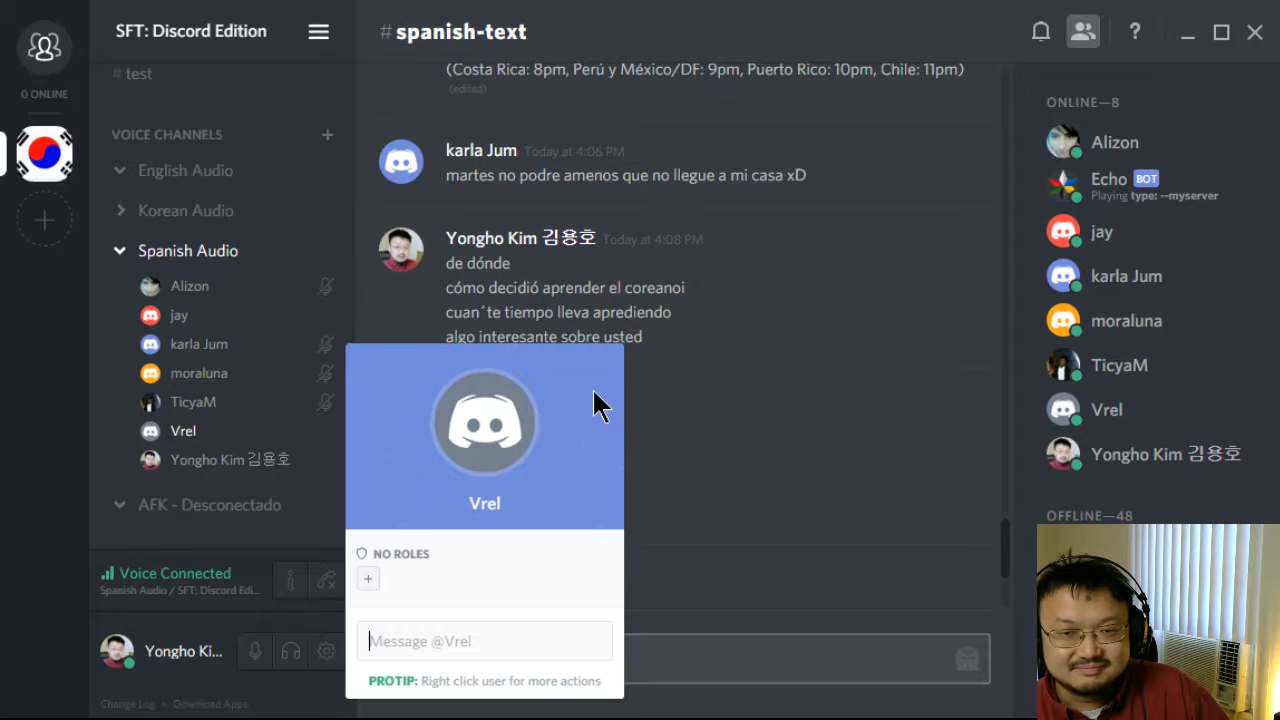 0 ONLINE
SFT: Discord Edition
# test
VOICE CHANNELS
English Audio
Korean Audio
Spanish Audio
Alizon
jay
karla Jum
moraluna
TicyaM
Vrel
Yongho Kim 김용호
AFK - Desconectado
Voice Connected
Spanish Audio / SFT: Discord Edi...
Yongho Ki...
Change Log • Download Apps
# spanish-text
(Costa Rica: 8pm, Perú y México/DF: 9pm, Puerto Rico: 10pm, Chile: 11pm)
(edited)
karla Jum Today at 4:06 PM
martes no podre amenos que no llegue a mi casa xD
Yongho Kim 김용호 Today at 4:08 PM
de dónde
cómo decidió aprender el coreanoi
cuan´te tiempo lleva aprediendo
algo interesante sobre usted
Vrel
NO ROLES
Message @Vrel
PROTIP: Right click user for more actions
ONLINE—8
Alizon
Echo BOT
Playing type: --myserver
jay
karla Jum
moraluna
TicyaM
Vrel
Yongho Kim 김용호
OFFLINE—48